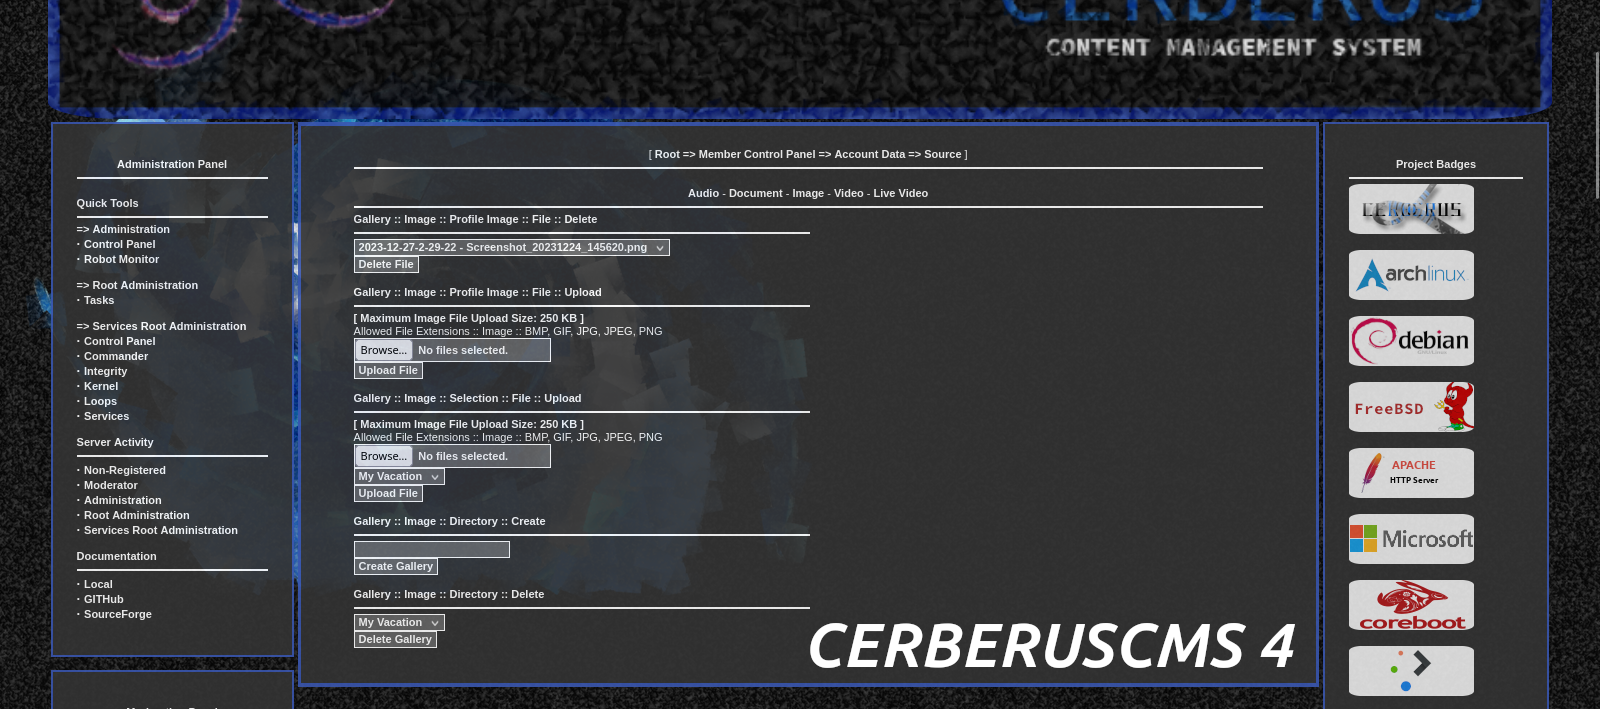 CERBERUS
CONTENT MANAGEMENT SYSTEM
Administration Panel
Quick Tools
=> Administration
· Control Panel
· Robot Monitor
=> Root Administration
· Tasks
=> Services Root Administration
· Control Panel
· Commander
· Integrity
· Kernel
· Loops
· Services
Server Activity
· Non-Registered
· Moderator
· Administration
· Root Administration
· Services Root Administration
Documentation
· Local
· GITHub
· SourceForge
[ Root => Member Control Panel => Account Data => Source ]
Audio - Document - Image - Video - Live Video
Gallery :: Image :: Profile Image :: File :: Delete
2023-12-27-2-29-22 - Screenshot_20231224_145620.png
Delete File
Gallery :: Image :: Profile Image :: File :: Upload
[ Maximum Image File Upload Size: 250 KB ]
Allowed File Extensions :: Image :: BMP, GIF, JPG, JPEG, PNG
Browse... No files selected.
Upload File
Gallery :: Image :: Selection :: File :: Upload
[ Maximum Image File Upload Size: 250 KB ]
Allowed File Extensions :: Image :: BMP, GIF, JPG, JPEG, PNG
Browse... No files selected.
My Vacation
Upload File
Gallery :: Image :: Directory :: Create
Create Gallery
Gallery :: Image :: Directory :: Delete
My Vacation
Delete Gallery
CERBERUSCMS 4
Project Badges
CERBERUS
archlinux
debian
FreeBSD
APACHE
HTTP Server
Microsoft
coreboot